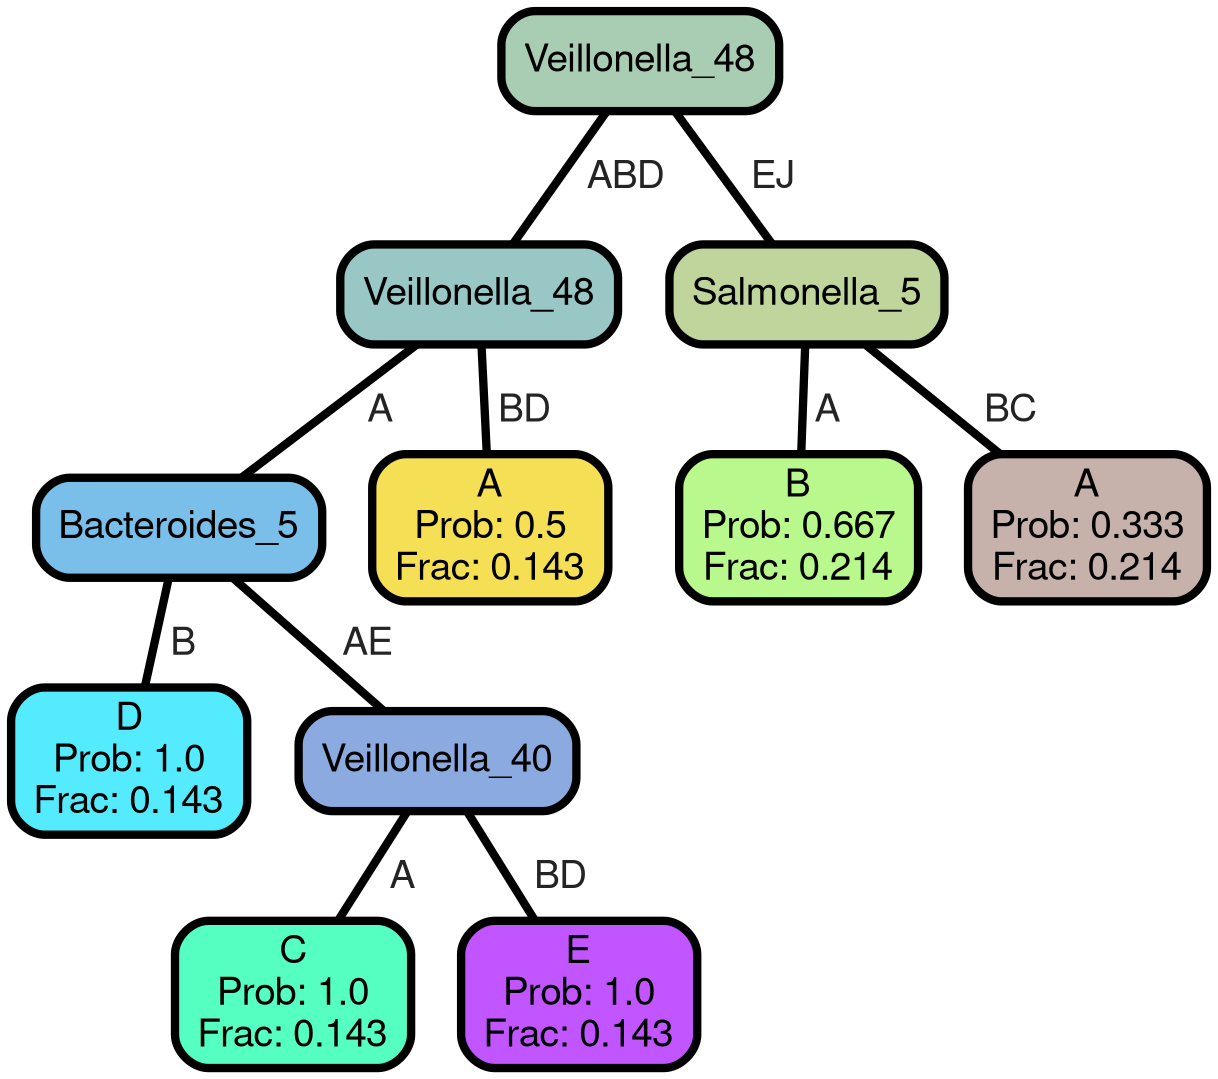 Veillonella_48
ABD
EJ
Veillonella_48
Salmonella_5
A
BD
A
BC
Bacteroides_5
A
Prob: 0.5
Frac: 0.143
B
Prob: 0.667
Frac: 0.214
A
Prob: 0.333
Frac: 0.214
B
AE
D
Prob: 1.0
Frac: 0.143
Veillonella_40
A
BD
C
Prob: 1.0
Frac: 0.143
E
Prob: 1.0
Frac: 0.143